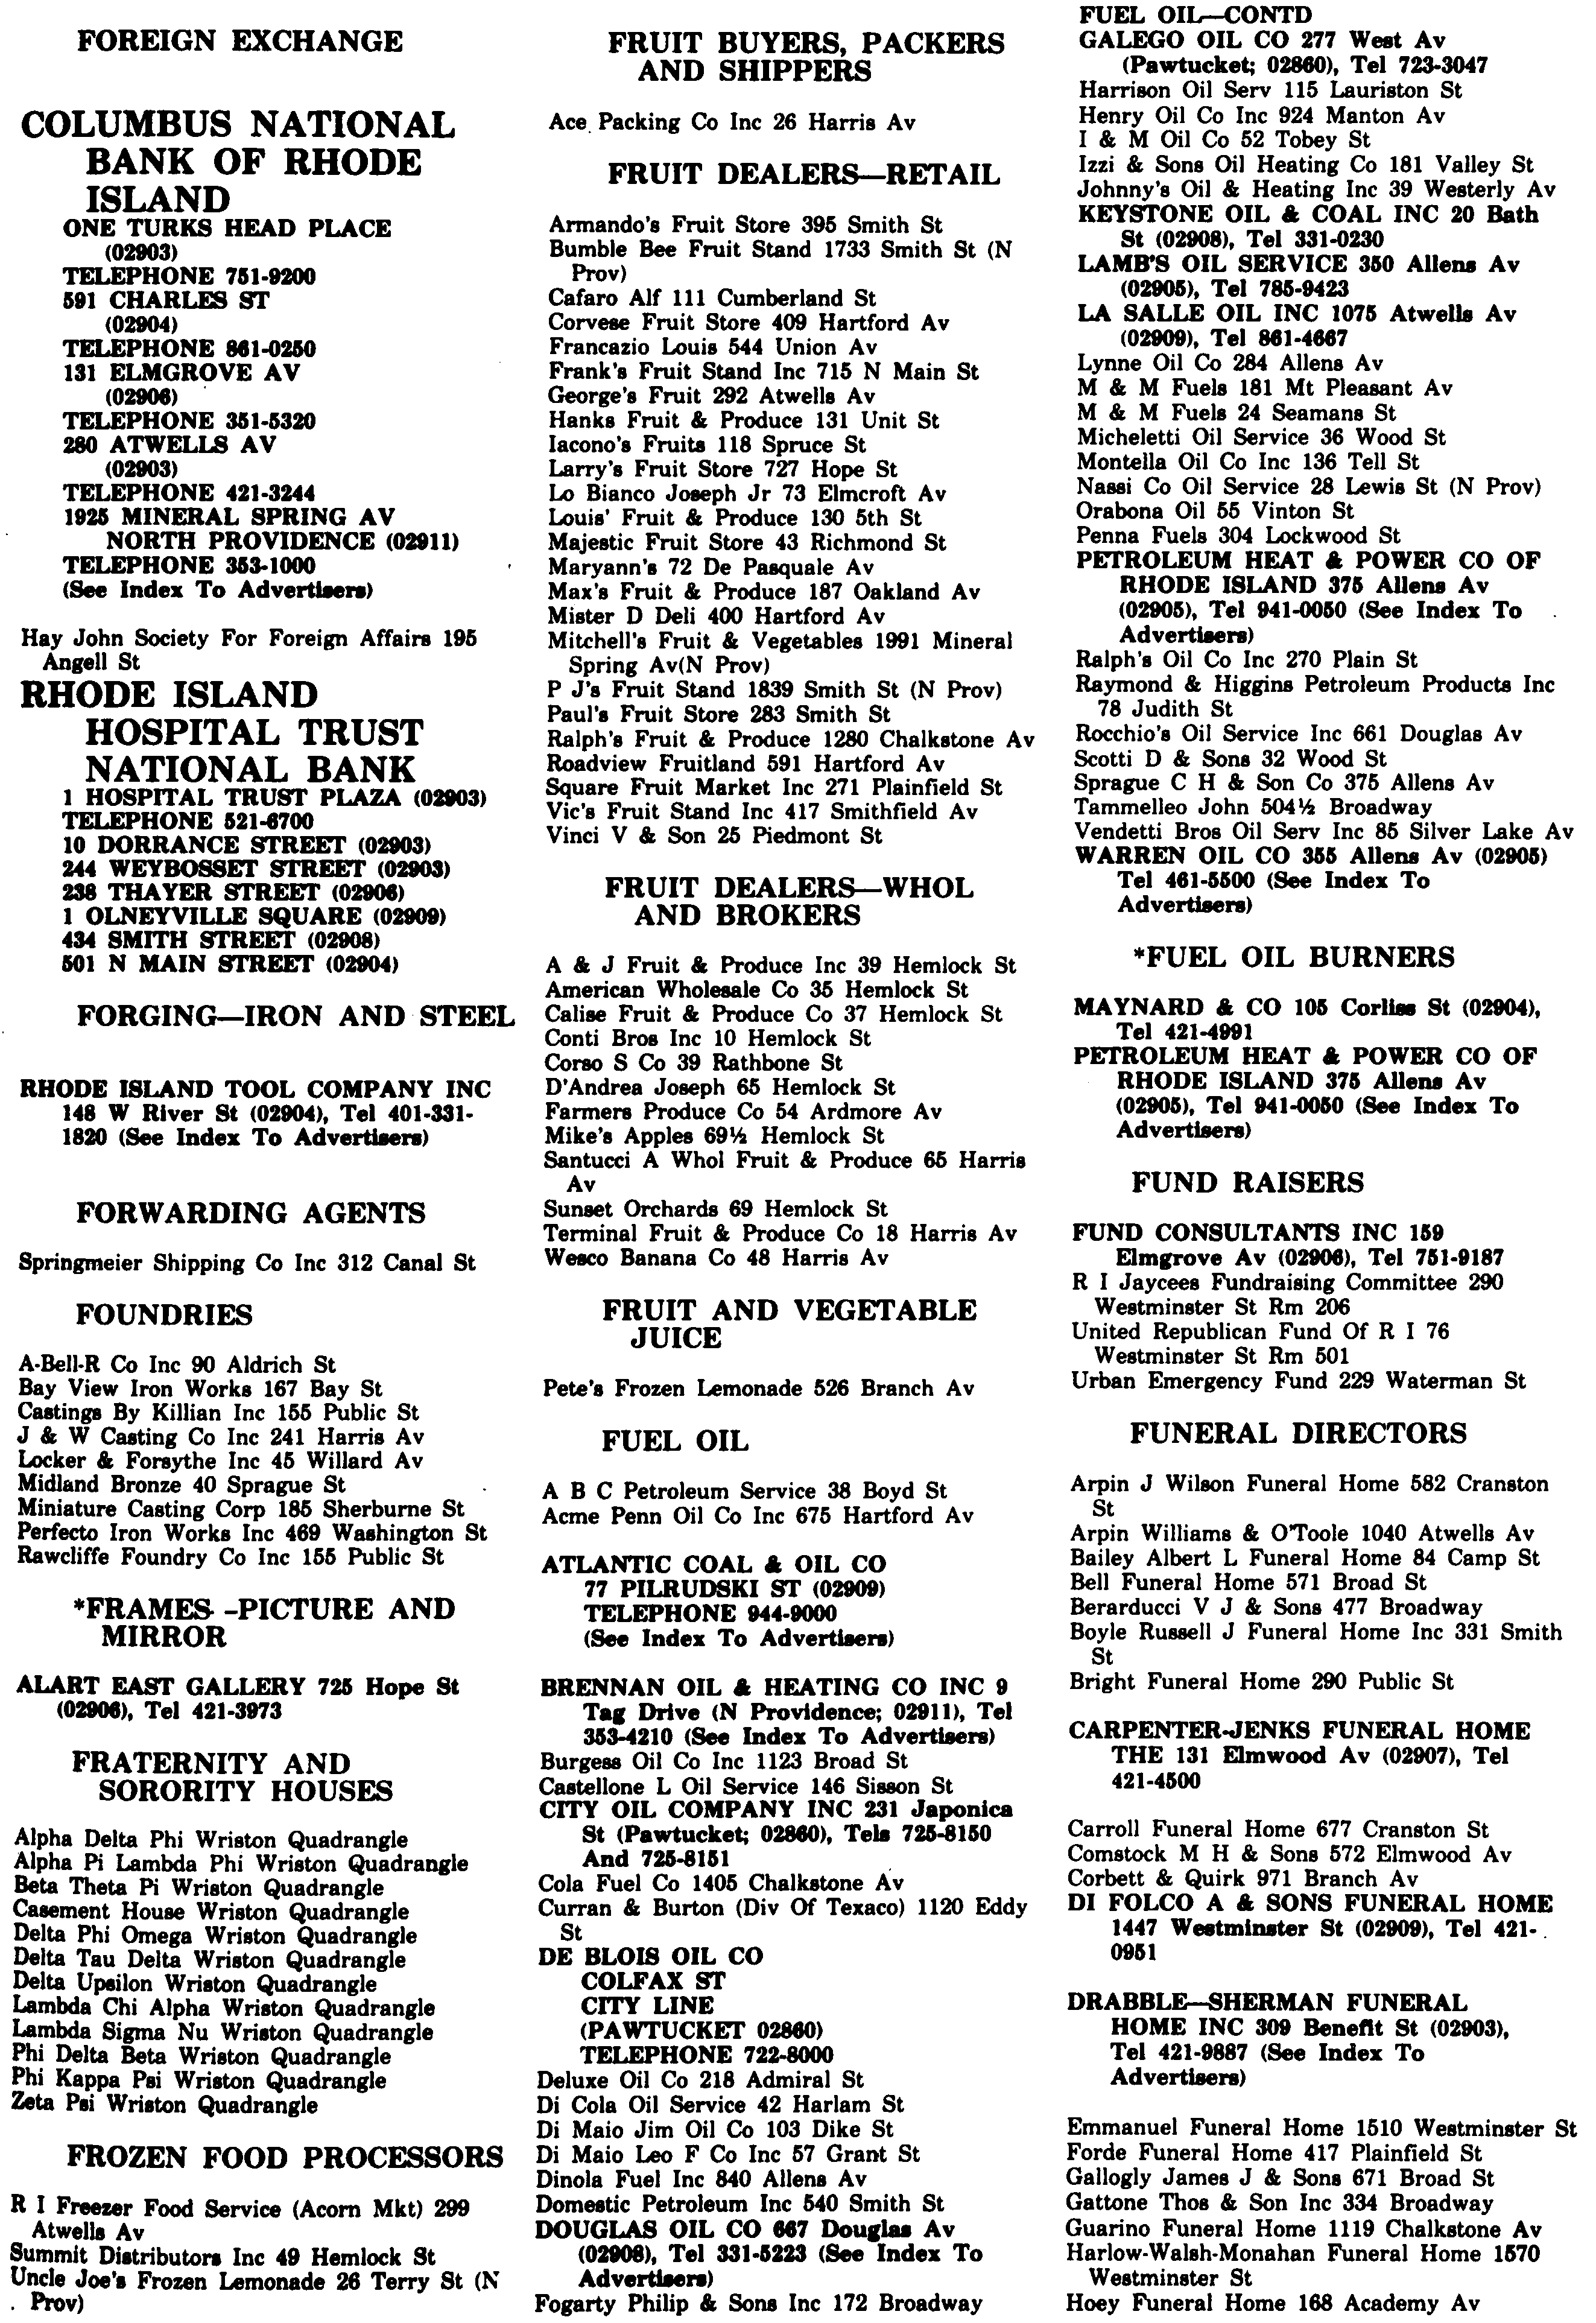 FOREIGN EXCHANGE
COLUMBUS NATIONAL
BANK OF RHODE
ISLAND
ONE TURKS HEAD PLACE
(02903)
TELEPHONE 751-9200
591 CHARLES ST
(02904)
TELEPHONE 861-0250
131 ELMGROVE AV
(02906)
TELEPHONE 351-5320
280 ATWELLS AV
(02903)
TELEPHONE 421-3244
1925 MINERAL SPRING AV
NORTH PROVIDENCE (02911)
TELEPHONE 353-1000
(See Index To Advertisers)
Hay John Society For Foreign Affairs 195
Angell St
RHODE ISLAND
HOSPITAL TRUST
NATIONAL BANK
1 HOSPITAL TRUST PLAZA (02903)
TELEPHONE 521-6700
10 DORRANCE STREET (02903)
244 WEYBOSSET STREET (02903)
238 THAYER STREET (02906)
1 OLNEYVILLE SQUARE (02909)
434 SMITH STREET (02908)
501 N MAIN STREET (02904)
FORGING—IRON AND STEEL
RHODE ISLAND TOOL COMPANY INC
148 W River St (02904), Tel 401-331-
1820 (See Index To Advertisers)
FORWARDING AGENTS
Springmeier Shipping Co Inc 312 Canal St
FOUNDRIES
A-Bell-R Co Inc 90 Aldrich St
Bay View Iron Works 167 Bay St
Castings By Killian Inc 155 Public St
J & W Casting Co Inc 241 Harris Av
Locker & Forsythe Inc 45 Willard Av
Midland Bronze 40 Sprague St
Miniature Casting Corp 185 Sherburne St
Perfecto Iron Works Inc 469 Washington St
Rawcliffe Foundry Co Inc 155 Public St
*FRAMES -PICTURE AND
MIRROR
ALART EAST GALLERY 725 Hope St
(02906), Tel 421-3973
FRATERNITY AND
SORORITY HOUSES
Alpha Delta Phi Wriston Quadrangle
Alpha Pi Lambda Phi Wriston Quadrangle
Beta Theta Pi Wriston Quadrangle
Casement House Wriston Quadrangle
Delta Phi Omega Wriston Quadrangle
Delta Tau Delta Wriston Quadrangle
Delta Upsilon Wriston Quadrangle
Lambda Chi Alpha Wriston Quadrangle
Lambda Sigma Nu Wriston Quadrangle
Phi Delta Beta Wriston Quadrangle
Phi Kappa Psi Wriston Quadrangle
Zeta Psi Wriston Quadrangle
FROZEN FOOD PROCESSORS
R I Freezer Food Service (Acorn Mkt) 299
Atwells Av
Summit Distributors Inc 49 Hemlock St
Uncle Joe's Frozen Lemonade 26 Terry St (N
Prov)
FRUIT BUYERS, PACKERS
AND SHIPPERS
Ace Packing Co Inc 26 Harris Av
FRUIT DEALERS—RETAIL
Armando's Fruit Store 395 Smith St
Bumble Bee Fruit Stand 1733 Smith St (N
Prov)
Cafaro Alf 111 Cumberland St
Corvese Fruit Store 409 Hartford Av
Francazio Louis 544 Union Av
Frank's Fruit Stand Inc 715 N Main St
George's Fruit 292 Atwells Av
Hanks Fruit & Produce 131 Unit St
Iacono's Fruits 118 Spruce St
Larry's Fruit Store 727 Hope St
Lo Bianco Joseph Jr 73 Elmcroft Av
Louis' Fruit & Produce 130 5th St
Majestic Fruit Store 43 Richmond St
Maryann's 72 De Pasquale Av
Max's Fruit & Produce 187 Oakland Av
Mister D Deli 400 Hartford Av
Mitchell's Fruit & Vegetables 1991 Mineral
Spring Av(N Prov)
P J's Fruit Stand 1839 Smith St (N Prov)
Paul's Fruit Store 283 Smith St
Ralph's Fruit & Produce 1280 Chalkstone Av
Roadview Fruitland 591 Hartford Av
Square Fruit Market Inc 271 Plainfield St
Vic's Fruit Stand Inc 417 Smithfield Av
Vinci V & Son 25 Piedmont St
FRUIT DEALERS—WHOL
AND BROKERS
A & J Fruit & Produce Inc 39 Hemlock St
American Wholesale Co 35 Hemlock St
Calise Fruit & Produce Co 37 Hemlock St
Conti Bros Inc 10 Hemlock St
Corso S Co 39 Rathbone St
D'Andrea Joseph 65 Hemlock St
Farmers Produce Co 54 Ardmore Av
Mike's Apples 69½ Hemlock St
Santucci A Whol Fruit & Produce 65 Harris
Av
Sunset Orchards 69 Hemlock St
Terminal Fruit & Produce Co 18 Harris Av
Wesco Banana Co 48 Harris Av
FRUIT AND VEGETABLE
JUICE
Pete's Frozen Lemonade 526 Branch Av
FUEL OIL
A B C Petroleum Service 38 Boyd St
Acme Penn Oil Co Inc 675 Hartford Av
ATLANTIC COAL & OIL CO
77 PILRUDSKI ST (02909)
TELEPHONE 944-9000
(See Index To Advertisers)
BRENNAN OIL & HEATING CO INC 9
Tag Drive (N Providence; 02911), Tel
353-4210 (See Index To Advertisers)
Burgess Oil Co Inc 1123 Broad St
Castellone L Oil Service 146 Sisson St
CITY OIL COMPANY INC 231 Japonica
St (Pawtucket; 02860), Tels 725-8150
And 725-8151
Cola Fuel Co 1405 Chalkstone Av
Curran & Burton (Div Of Texaco) 1120 Eddy
St
DE BLOIS OIL CO
COLFAX ST
CITY LINE
(PAWTUCKET 02860)
TELEPHONE 722-8000
Deluxe Oil Co 218 Admiral St
Di Cola Oil Service 42 Harlam St
Di Maio Jim Oil Co 103 Dike St
Di Maio Leo F Co Inc 57 Grant St
Dinola Fuel Inc 840 Allens Av
Domestic Petroleum Inc 540 Smith St
DOUGLAS OIL CO 667 Douglas Av
(02908), Tel 331-5223 (See Index To
Advertisers)
Fogarty Philip & Sons Inc 172 Broadway
FUEL OIL—CONTD
GALEGO OIL CO 277 West Av
(Pawtucket; 02860), Tel 723-3047
Harrison Oil Serv 115 Lauriston St
Henry Oil Co Inc 924 Manton Av
I & M Oil Co 52 Tobey St
Izzi & Sons Oil Heating Co 181 Valley St
Johnny's Oil & Heating Inc 39 Westerly Av
KEYSTONE OIL & COAL INC 20 Bath
St (02908), Tel 331-0230
LAMB'S OIL SERVICE 350 Allens Av
(02905), Tel 785-9423
LA SALLE OIL INC 1075 Atwells Av
(02909), Tel 861-4667
Lynne Oil Co 284 Allens Av
M & M Fuels 181 Mt Pleasant Av
M & M Fuels 24 Seamans St
Micheletti Oil Service 36 Wood St
Montella Oil Co Inc 136 Tell St
Nassi Co Oil Service 28 Lewis St (N Prov)
Orabona Oil 55 Vinton St
Penna Fuels 304 Lockwood St
PETROLEUM HEAT & POWER CO OF
RHODE ISLAND 375 Allens Av
(02905), Tel 941-0050 (See Index To
Advertisers)
Ralph's Oil Co Inc 270 Plain St
Raymond & Higgins Petroleum Products Inc
78 Judith St
Rocchio's Oil Service Inc 661 Douglas Av
Scotti D & Sons 32 Wood St
Sprague C H & Son Co 375 Allens Av
Tammelleo John 504½ Broadway
Vendetti Bros Oil Serv Inc 85 Silver Lake Av
WARREN OIL CO 355 Allens Av (02905)
Tel 461-5500 (See Index To
Advertisers)
*FUEL OIL BURNERS
MAYNARD & CO 105 Corliss St (02904),
Tel 421-4991
PETROLEUM HEAT & POWER CO OF
RHODE ISLAND 375 Allens Av
(02905), Tel 941-0050 (See Index To
Advertisers)
FUND RAISERS
FUND CONSULTANTS INC 159
Elmgrove Av (02906), Tel 751-9187
R I Jaycees Fundraising Committee 290
Westminster St Rm 206
United Republican Fund Of R I 76
Westminster St Rm 501
Urban Emergency Fund 229 Waterman St
FUNERAL DIRECTORS
Arpin J Wilson Funeral Home 582 Cranston
St
Arpin Williams & O'Toole 1040 Atwells Av
Bailey Albert L Funeral Home 84 Camp St
Bell Funeral Home 571 Broad St
Berarducci V J & Sons 477 Broadway
Boyle Russell J Funeral Home Inc 331 Smith
St
Bright Funeral Home 290 Public St
CARPENTER-JENKS FUNERAL HOME
THE 131 Elmwood Av (02907), Tel
421-4500
Carroll Funeral Home 677 Cranston St
Comstock M H & Sons 572 Elmwood Av
Corbett & Quirk 971 Branch Av
DI FOLCO A & SONS FUNERAL HOME
1447 Westminster St (02909), Tel 421-
0951
DRABBLE—SHERMAN FUNERAL
HOME INC 309 Benefit St (02903),
Tel 421-9887 (See Index To
Advertisers)
Emmanuel Funeral Home 1510 Westminster St
Forde Funeral Home 417 Plainfield St
Gallogly James J & Sons 671 Broad St
Gattone Thos & Son Inc 334 Broadway
Guarino Funeral Home 1119 Chalkstone Av
Harlow-Walsh-Monahan Funeral Home 1570
Westminster St
Hoey Funeral Home 168 Academy Av